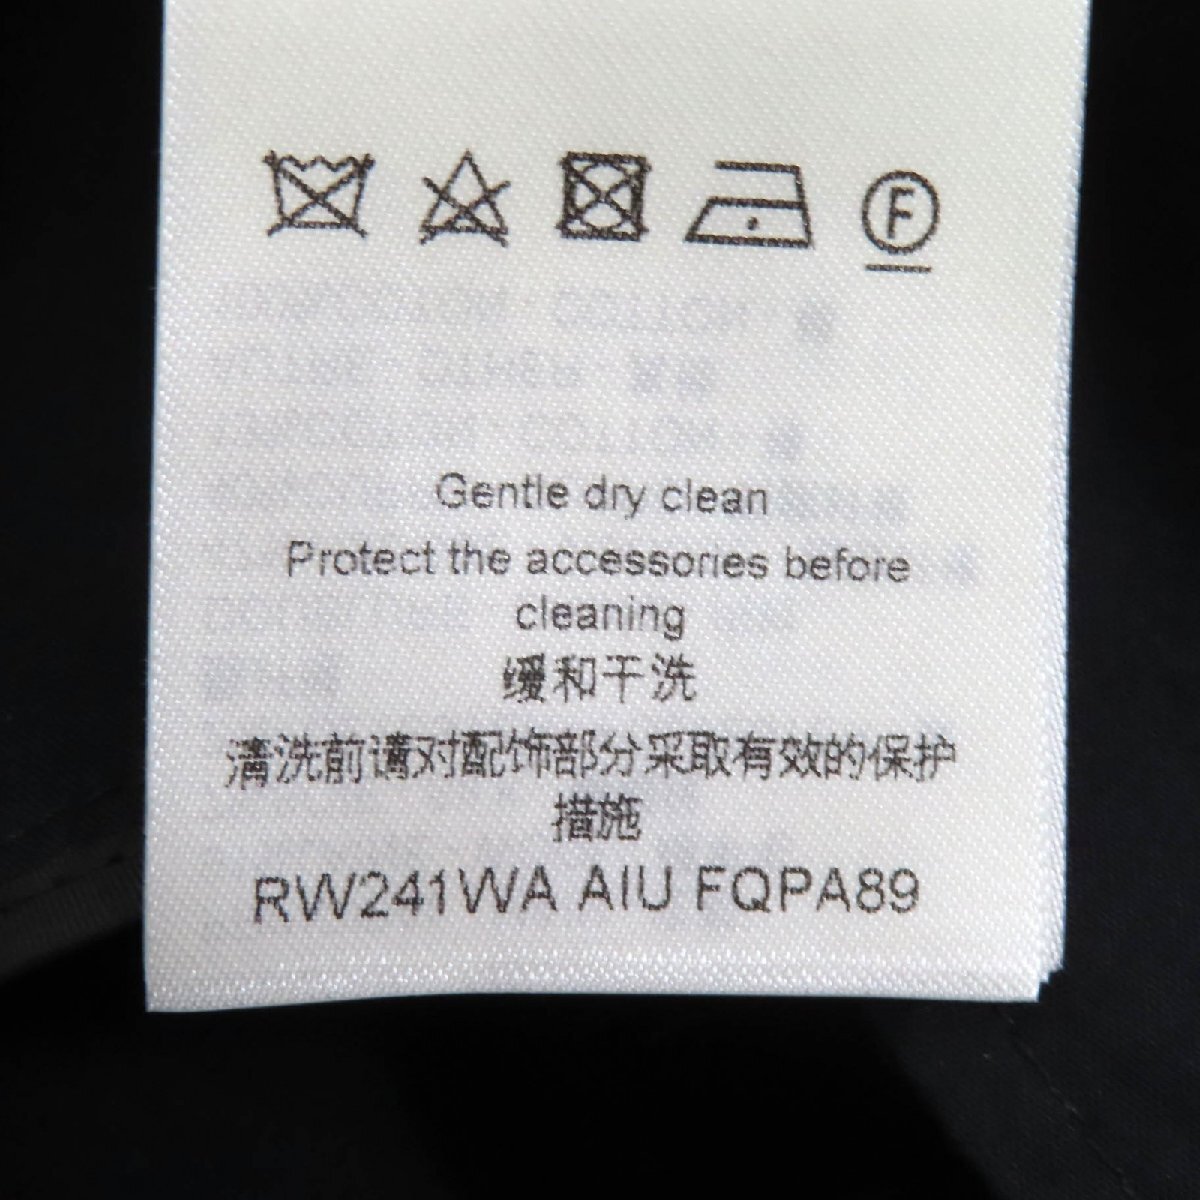 F
Gentle dry clean
Protect the accessories before
cleaning
缓和干洗
清洗前请对配饰部分采取有效的保护
措施
RW241WA AIU FQPA89